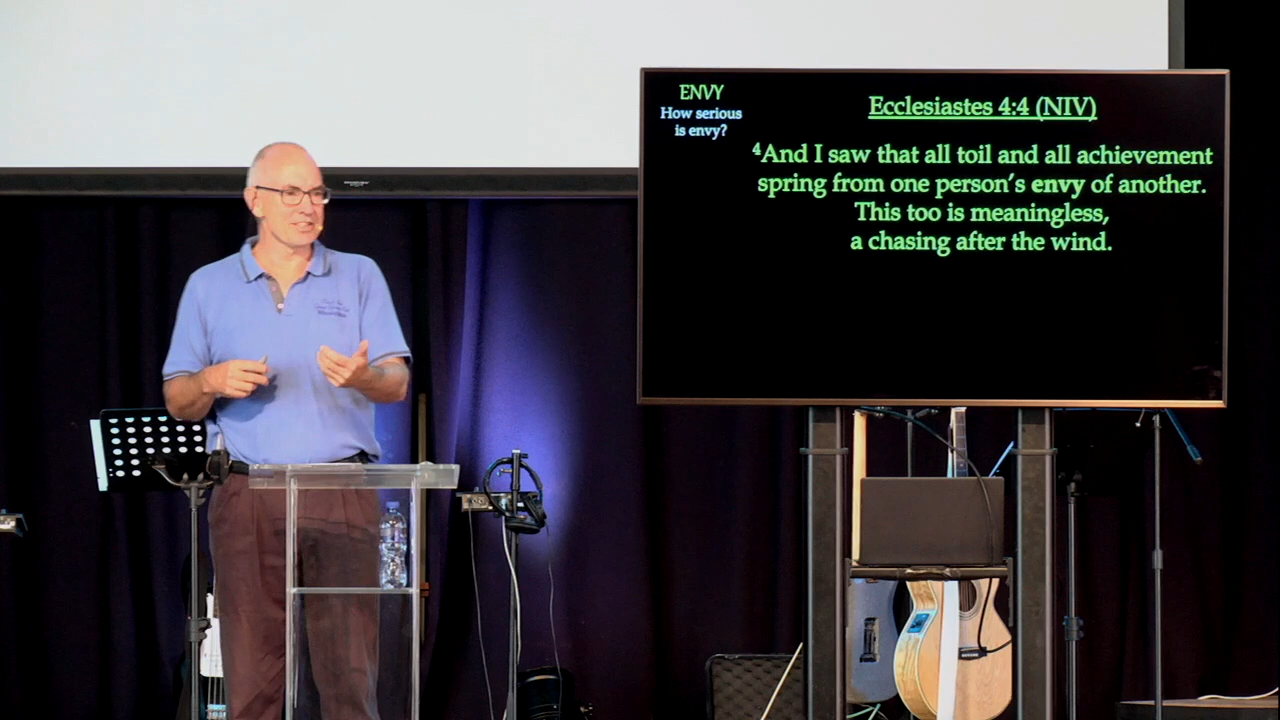 ENVY
How serious
is envy?
Ecclesiastes 4:4 (NIV)
⁴And I saw that all toil and all achievement
spring from one person’s envy of another.
This too is meaningless,
a chasing after the wind.